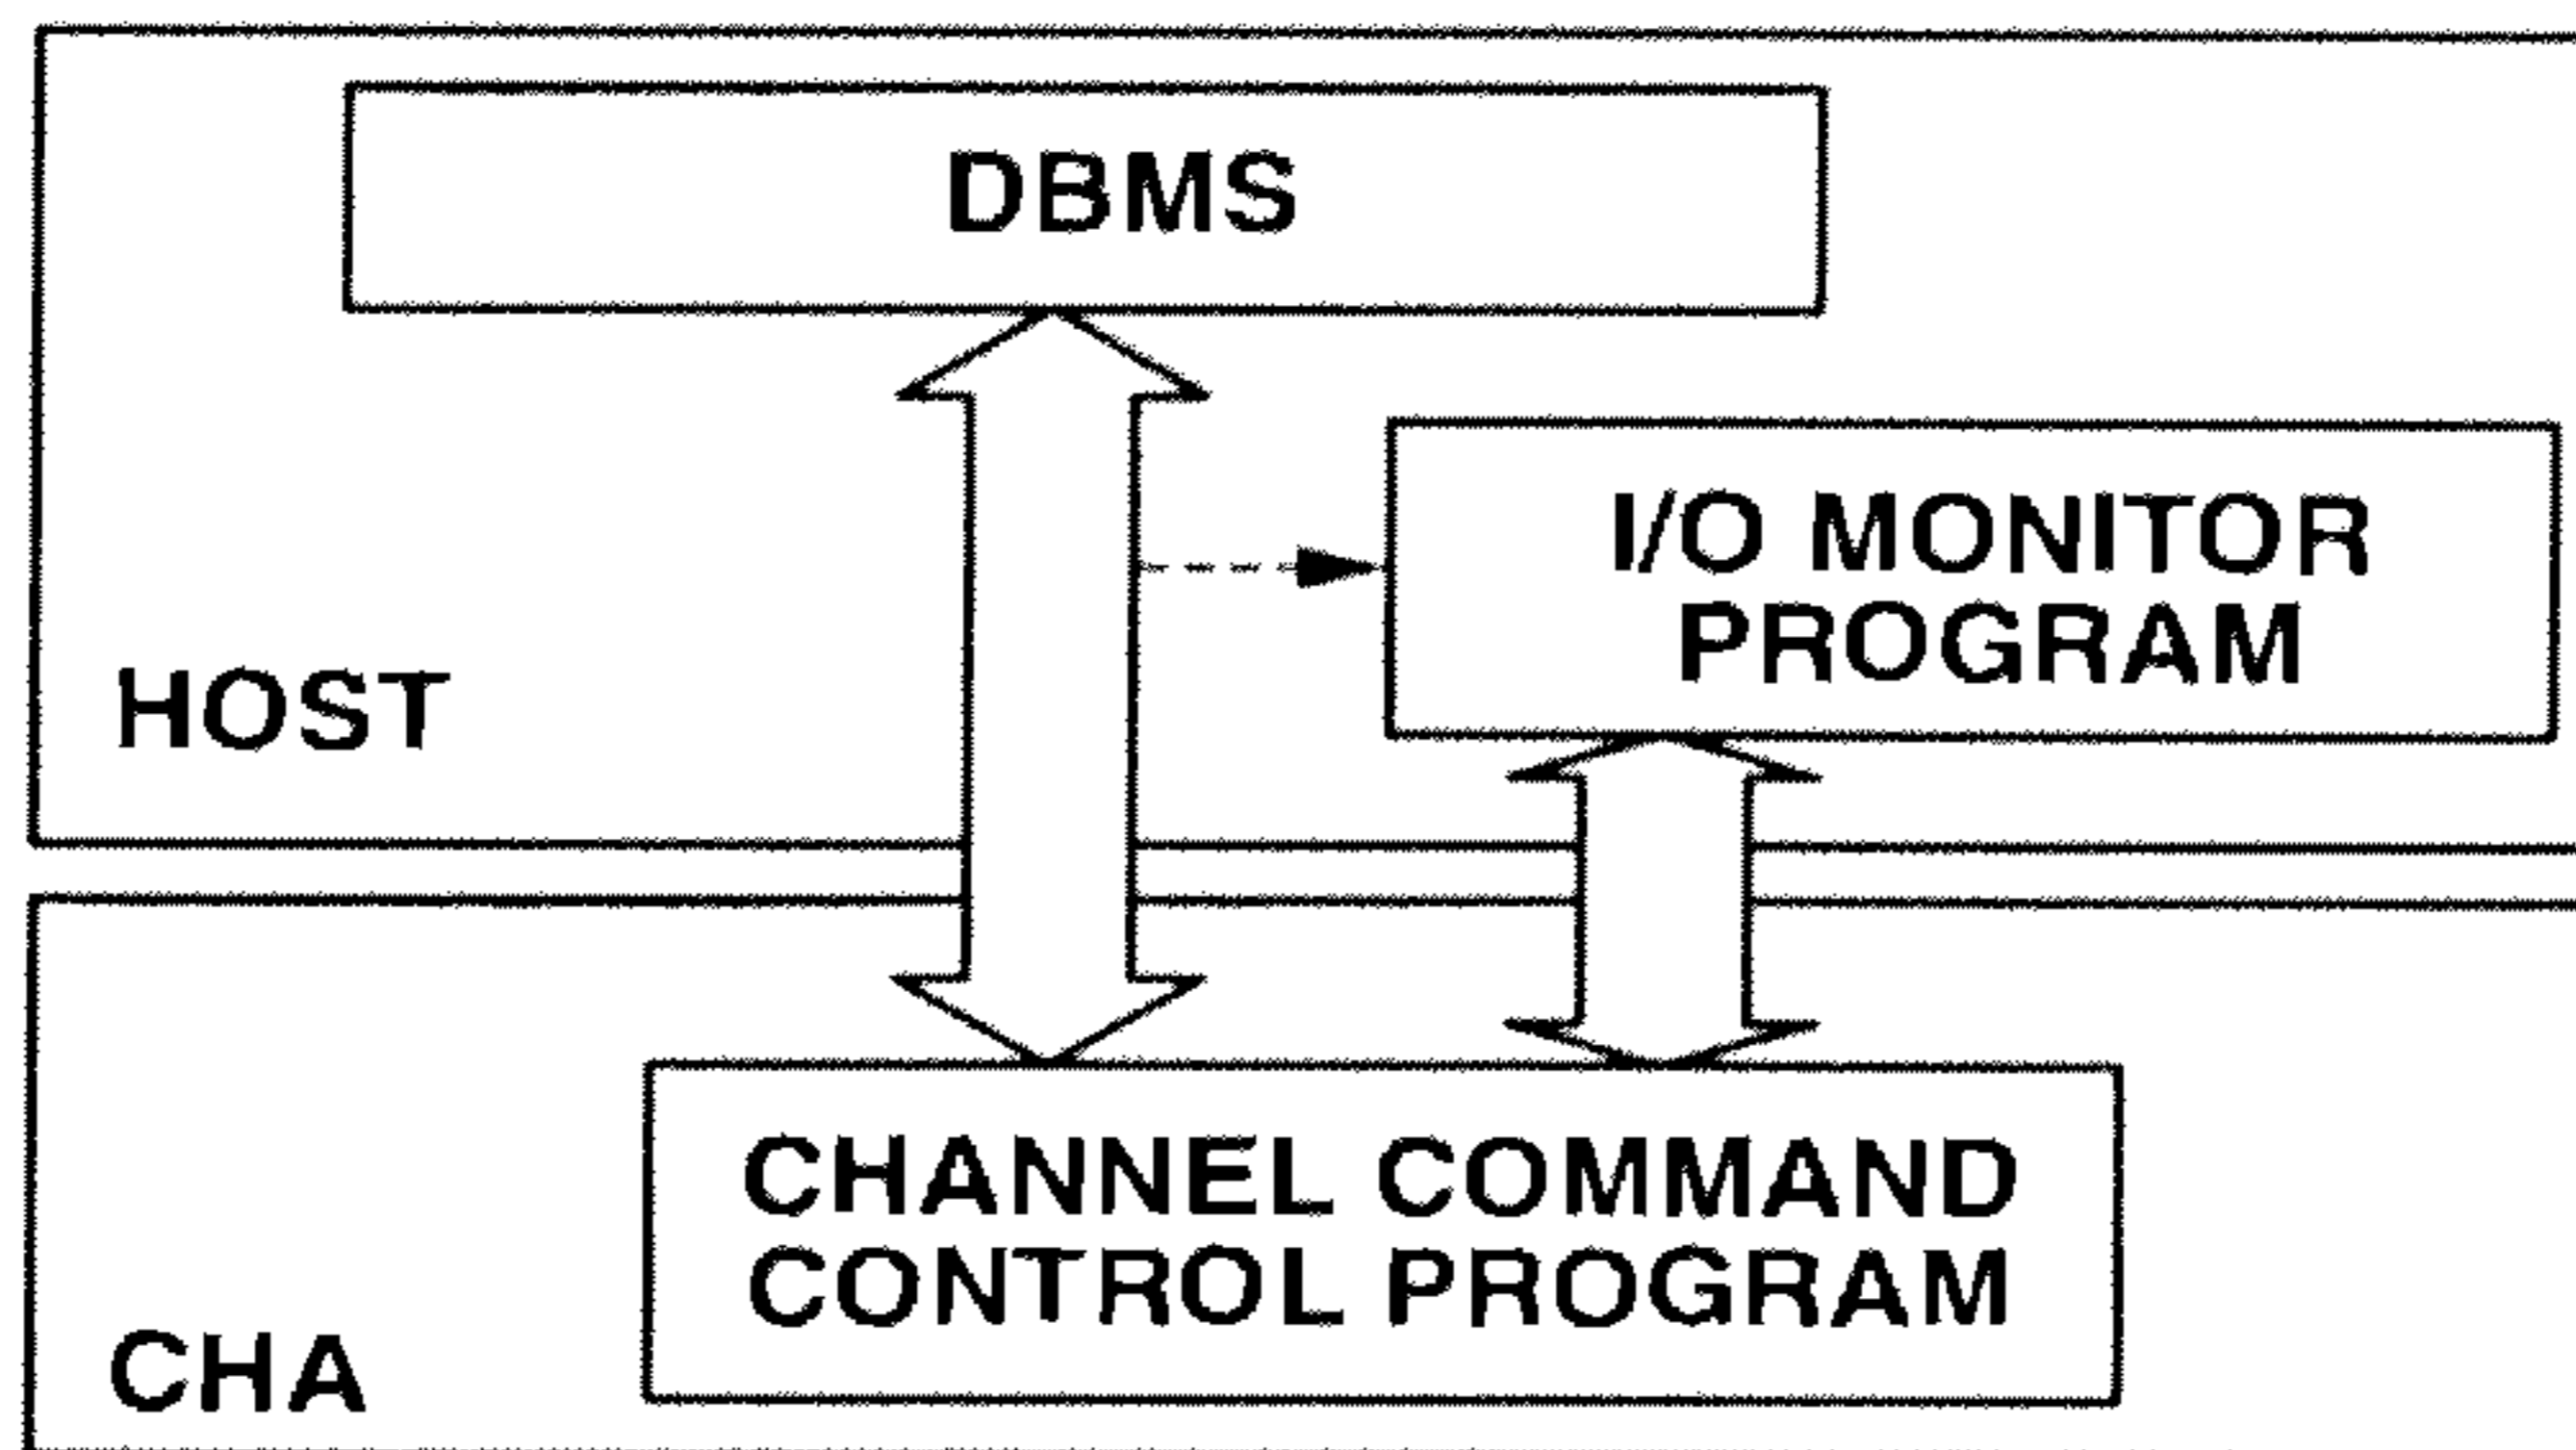 DBMS
I/O MONITOR
PROGRAM
HOST
CHANNEL COMMAND
CONTROL PROGRAM
CHA